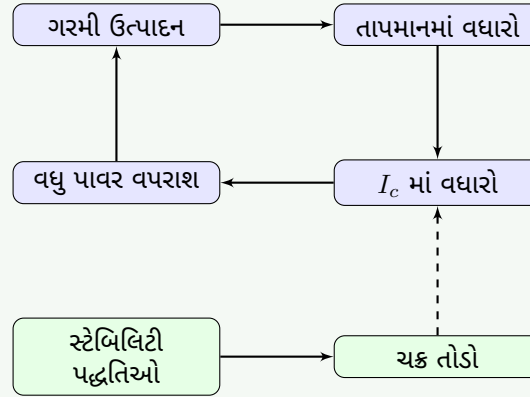 ગરમી ઉત્પાદન
તાપમાનમાં વધારો
વધુ પાવર વપરાશ
I_c માં વધારો
સ્ટેબિલિટી
પદ્ધતિઓ
ચક્ર તોડો